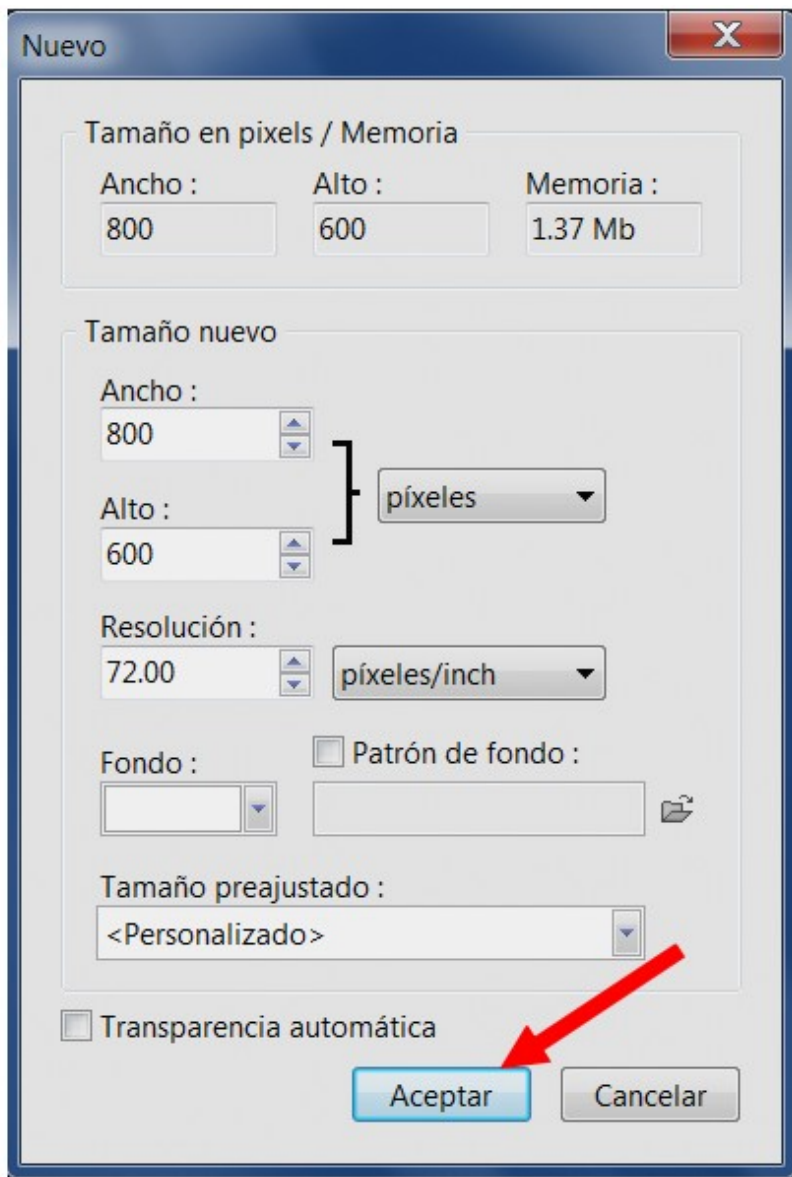 Nuevo
Tamaño en pixels / Memoria
Ancho : Alto : Memoria :
800 600 1.37 Mb
Tamaño nuevo
Ancho :
800
píxeles
Alto :
600
Resolución :
72.00 píxeles/inch
Fondo : Patrón de fondo :
Tamaño preajustado :
<Personalizado>
Transparencia automática
Aceptar Cancelar